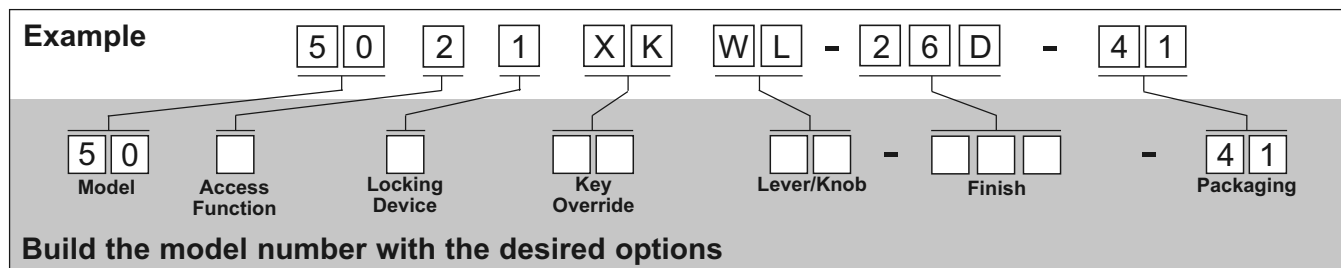 Example 5 0 2 1 X K W L - 2 6 D - 4 1
5 0 - - 4 1
Model Access Function Locking Device Key Override Lever/Knob Finish Packaging
Build the model number with the desired options